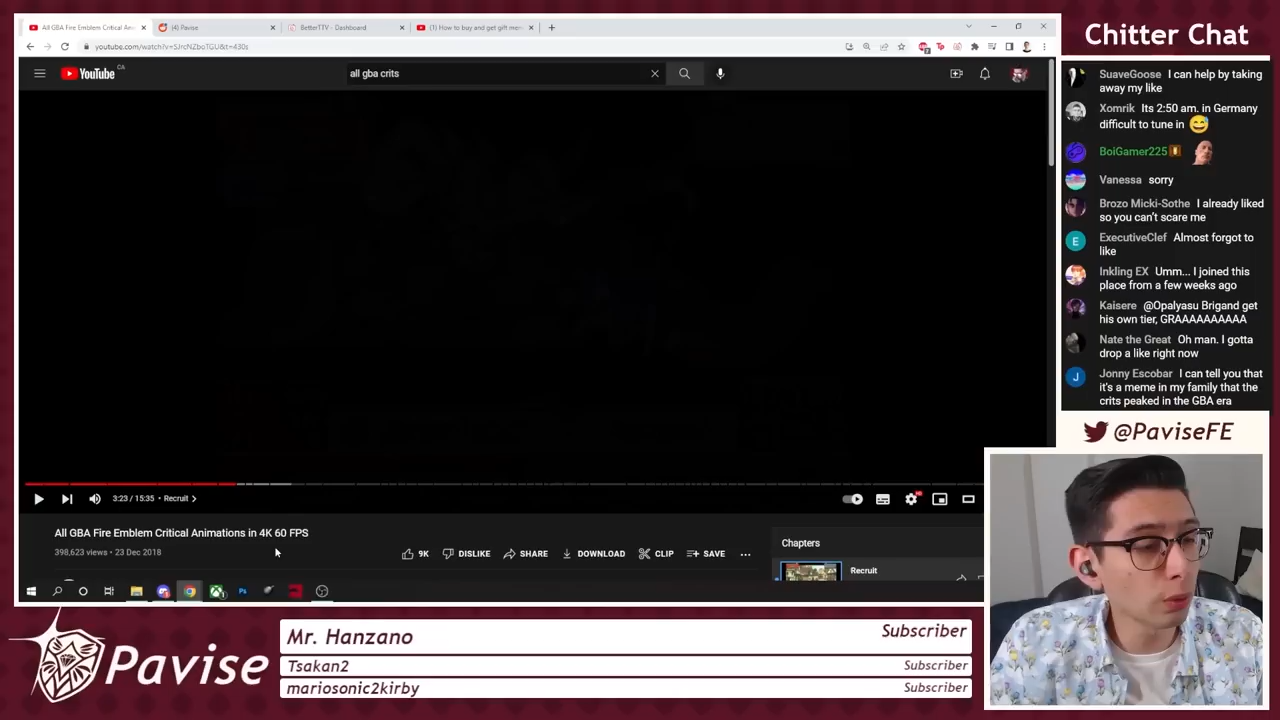 All GBA Fire Emblem Critical Anim
(4) Pavise
BetterTTV - Dashboard
(1) How to buy and get gift mem
youtube.com/watch?v=SJrcNZboTGU&t=430s
YouTube CA
all gba crits
3:23 / 15:35 • Recruit
All GBA Fire Emblem Critical Animations in 4K 60 FPS
398,623 views • 23 Dec 2018
9K
DISLIKE
SHARE
DOWNLOAD
CLIP
SAVE
Chapters
Recruit
Chitter Chat
SuaveGoose I can help by taking
away my like
Xomrik Its 2:50 am. in Germany
difficult to tune in 😅
BoiGamer225
Vanessa sorry
Brozo Micki-Sothe I already liked
so you can't scare me
E
ExecutiveClef Almost forgot to
like
Inkling EX Umm... I joined this
place from a few weeks ago
Kaisere @Opalyasu Brigand get
his own tier, GRAAAAAAAAAA
Nate the Great Oh man. I gotta
drop a like right now
J
Jonny Escobar I can tell you that
it's a meme in my family that the
crits peaked in the GBA era
@PaviseFE
Pavise
Mr. Hanzano
Subscriber
Tsakan2
Subscriber
mariosonic2kirby
Subscriber